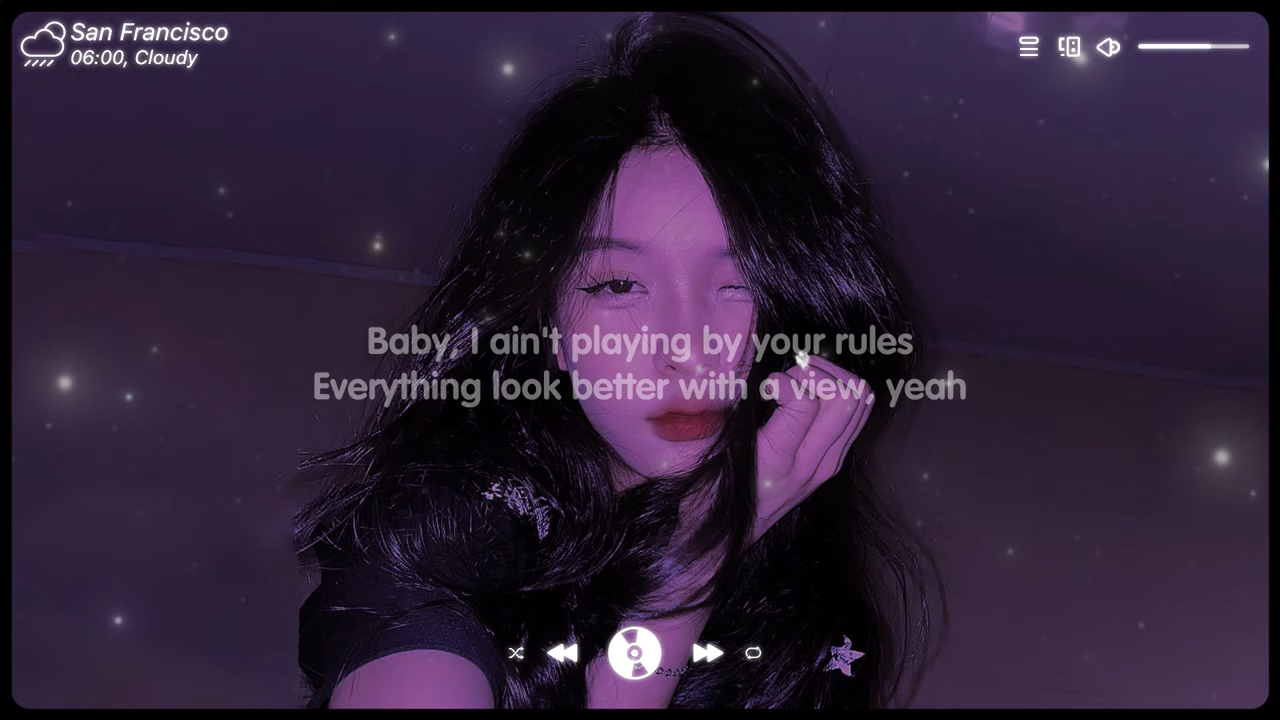 San Francisco
06:00, Cloudy
Baby, I ain't playing by your rules
Everything look better with a view, yeah